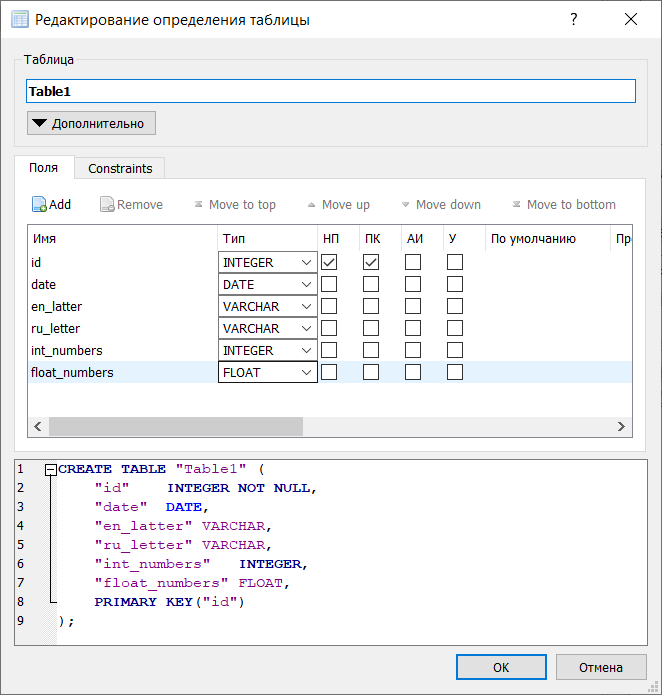 Редактирование определения таблицы
Таблица
Table1
Дополнительно
Поля Constraints
Add Remove Move to top Move up Move down Move to bottom
Имя Тип НП ПК АИ У По умолчанию Пр
id INTEGER
date DATE
en_latter VARCHAR
ru_letter VARCHAR
int_numbers INTEGER
float_numbers FLOAT
1 CREATE TABLE "Table1" (
2 "id" INTEGER NOT NULL,
3 "date" DATE,
4 "en_latter" VARCHAR,
5 "ru_letter" VARCHAR,
6 "int_numbers" INTEGER,
7 "float_numbers" FLOAT,
8 PRIMARY KEY("id")
9 );
OK Отмена